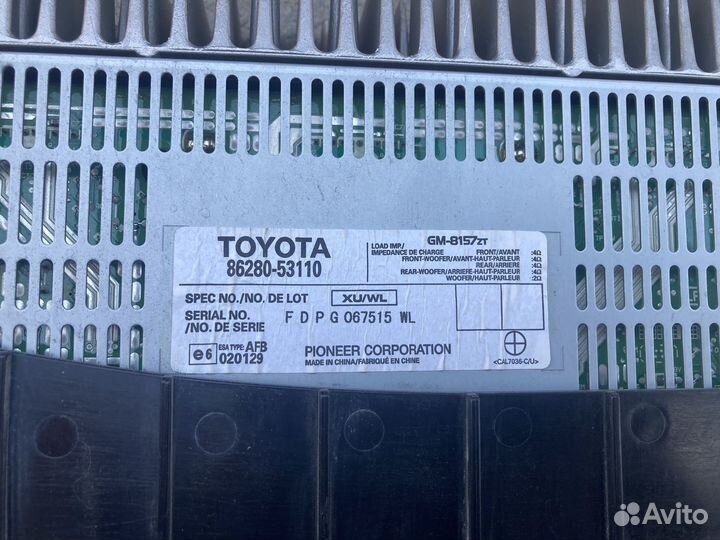 TOYOTA
86280-53110
GM-8157ZT
LOAD IMP./
IMPEDANCE DE CHARGE
FRONT/AVANT :4Ω
FRONT-WOOFER/AVANT-HAUT-PARLEUR :4Ω
REAR/ARRIERE :4Ω
REAR-WOOFER/ARRIERE-HAUT-PARLEUR :4Ω
WOOFER/HAUT-PARLEUR :2Ω
SPEC NO./NO. DE LOT XU/WL
SERIAL NO.
/NO. DE SERIE
F D P G 067515 WL
e6 ESA TYPE: AFB
020129
PIONEER CORPORATION
MADE IN CHINA/FABRIQUÉ EN CHINE
<CAL7036-C/U>
Avito